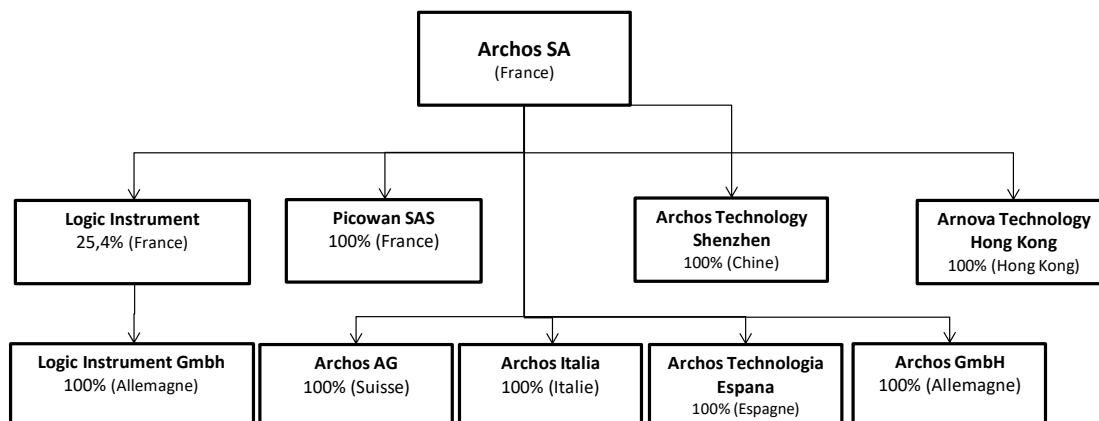 Archos SA
(France)
Logic Instrument
25,4% (France)
Picowan SAS
100% (France)
Archos Technology
Shenzhen
100% (Chine)
Arnova Technology
Hong Kong
100% (Hong Kong)
Logic Instrument Gmbh
100% (Allemagne)
Archos AG
100% (Suisse)
Archos Italia
100% (Italie)
Archos Technologia
Espana
100% (Espagne)
Archos GmbH
100% (Allemagne)